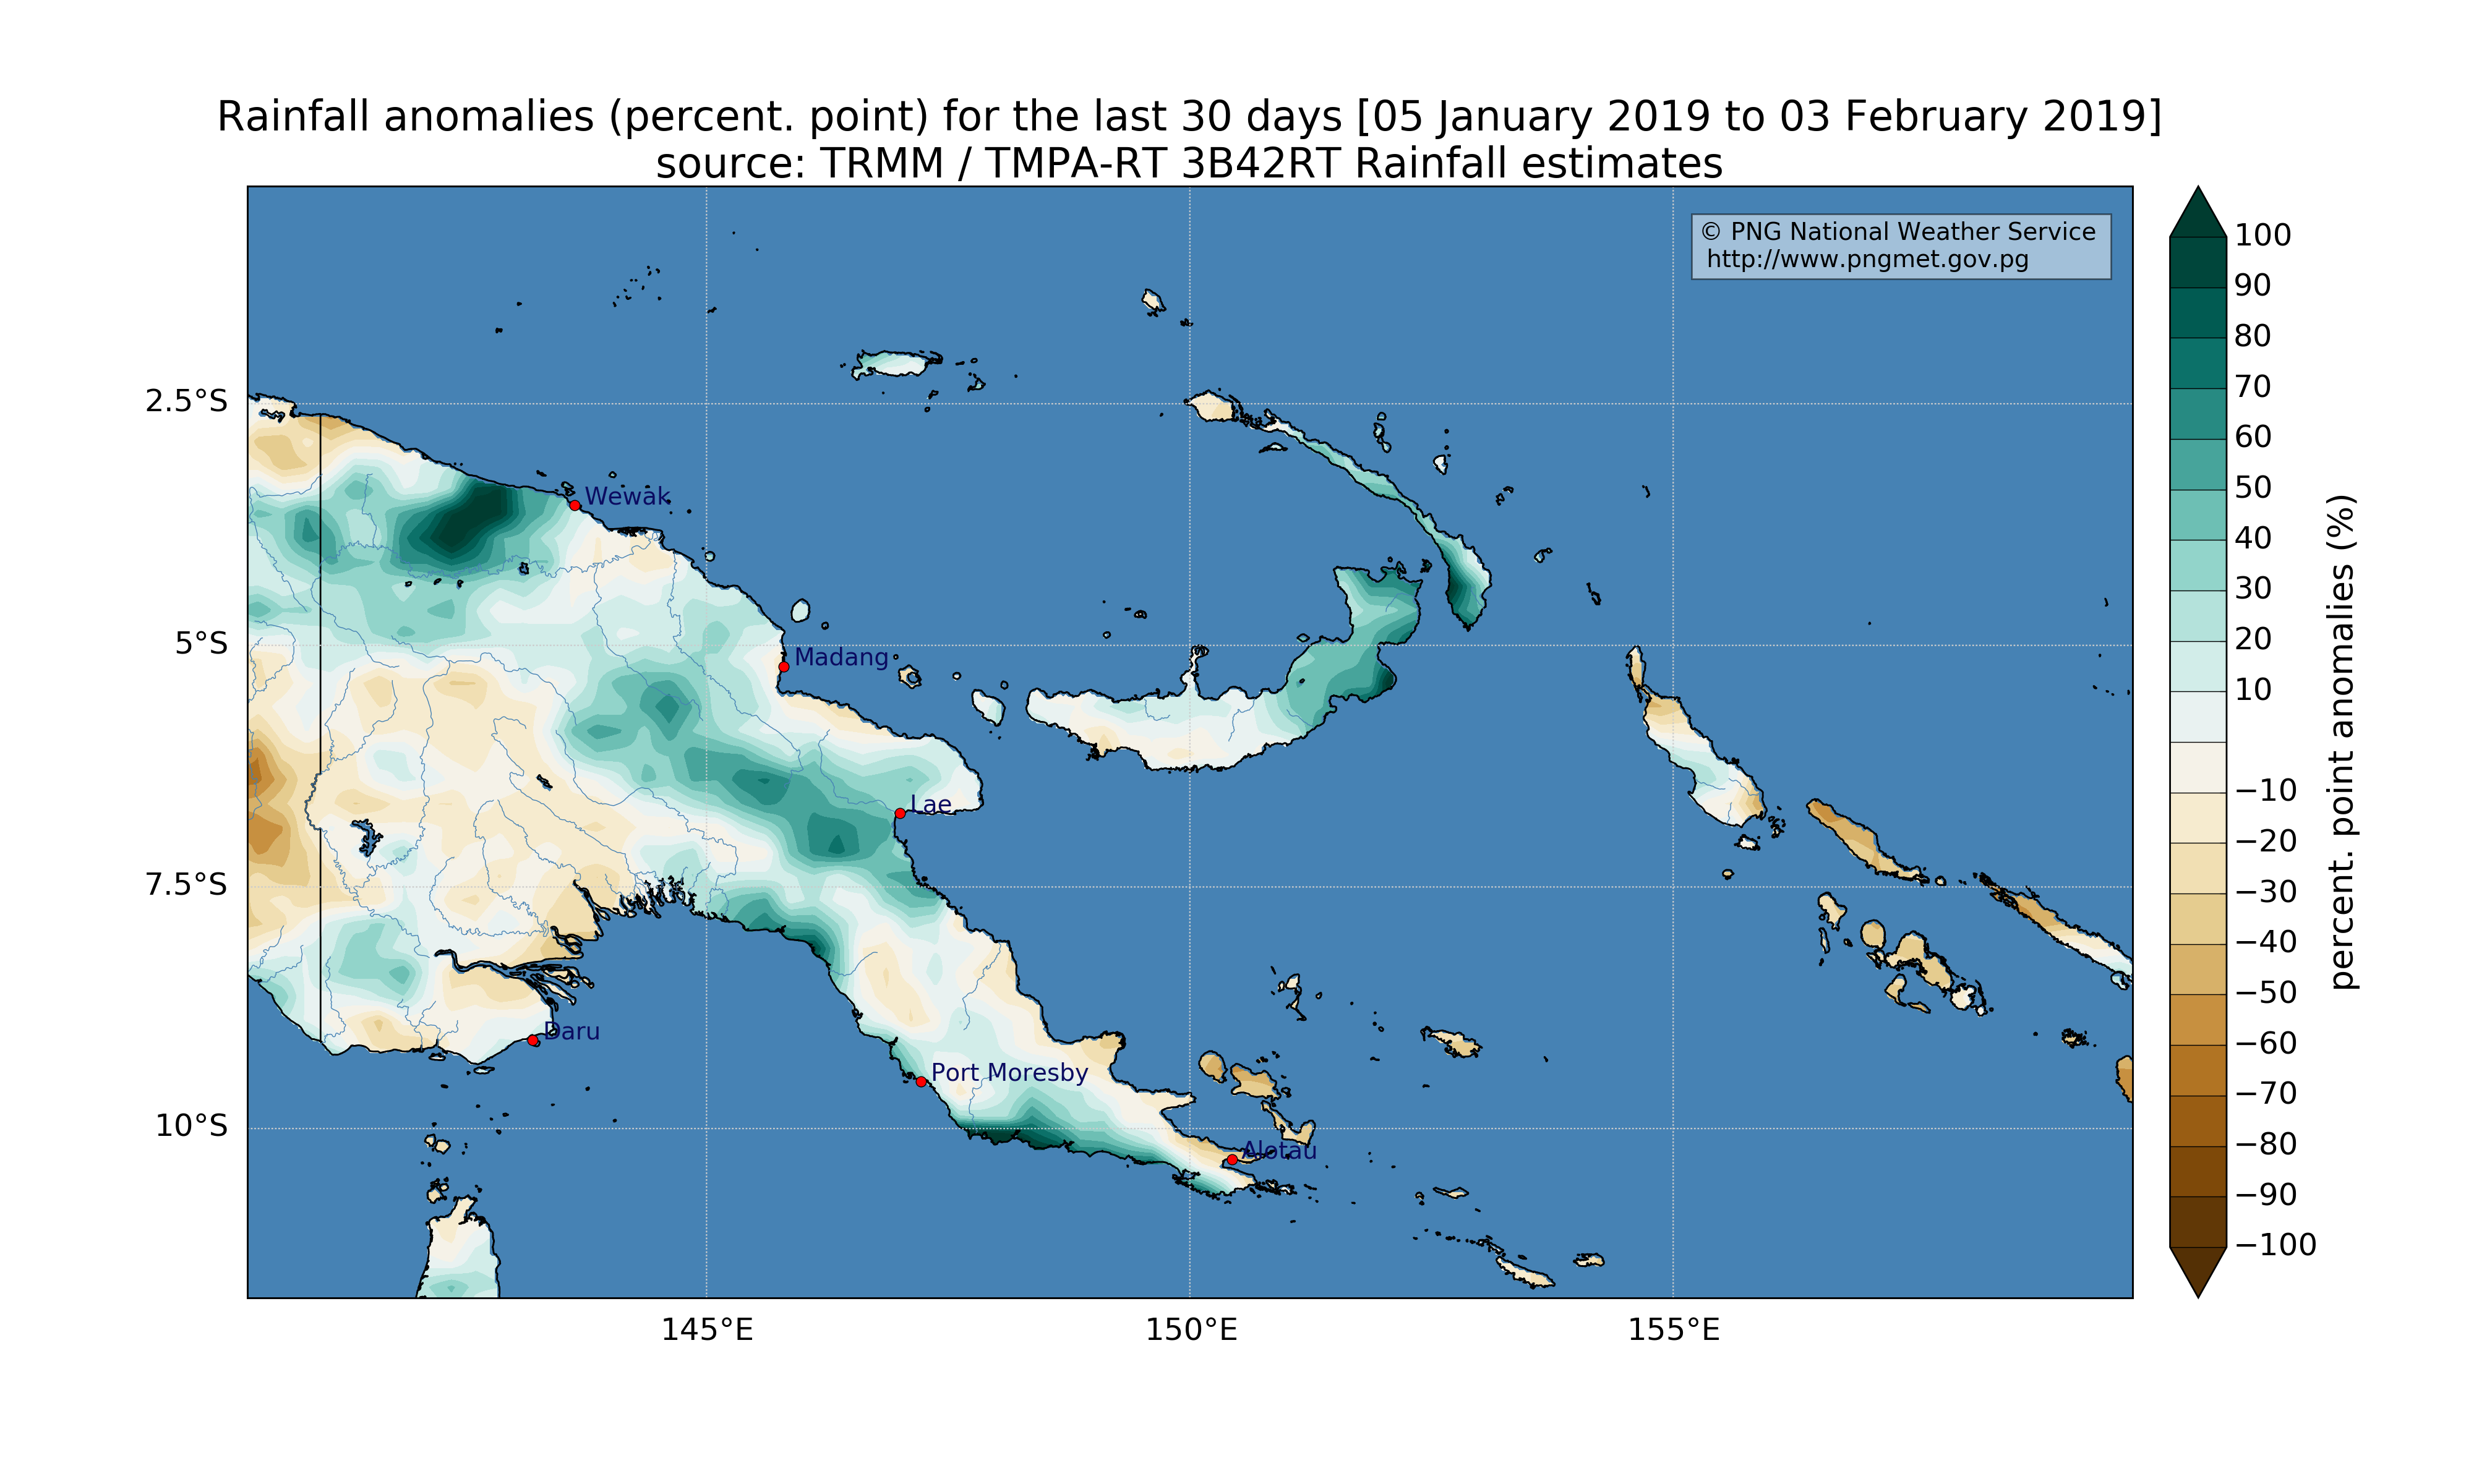 Rainfall anomalies (percent. point) for the last 30 days [05 January 2019 to 03 February 2019]
source: TRMM / TMPA-RT 3B42RT Rainfall estimates
© PNG National Weather Service
http://www.pngmet.gov.pg
2.5°S
5°S
7.5°S
10°S
145°E
150°E
155°E
Wewak
Madang
Lae
Daru
Port Moresby
Alotau
100
90
80
70
60
50
40
30
20
10
−10
−20
−30
−40
−50
−60
−70
−80
−90
−100
percent. point anomalies (%)